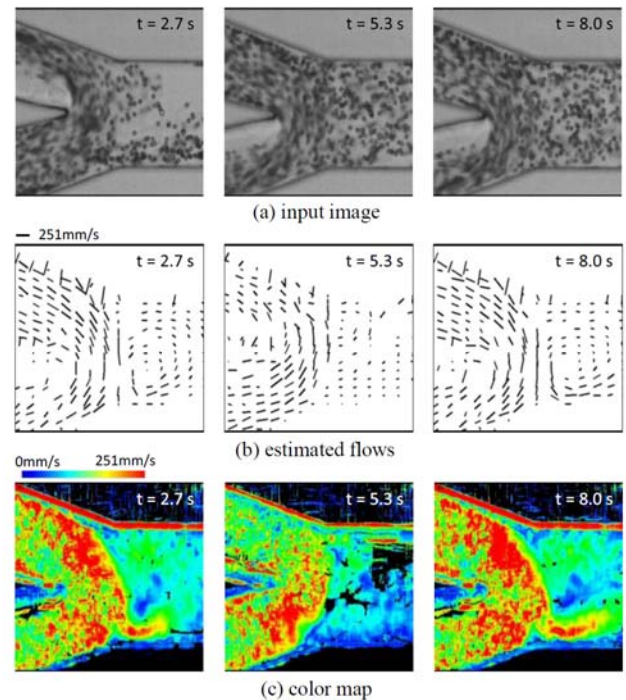 t = 2.7 s t = 5.3 s t = 8.0 s
(a) input image
251mm/s
t = 2.7 s t = 5.3 s t = 8.0 s
(b) estimated flows
0mm/s 251mm/s
t = 2.7 s t = 5.3 s t = 8.0 s
(c) color map